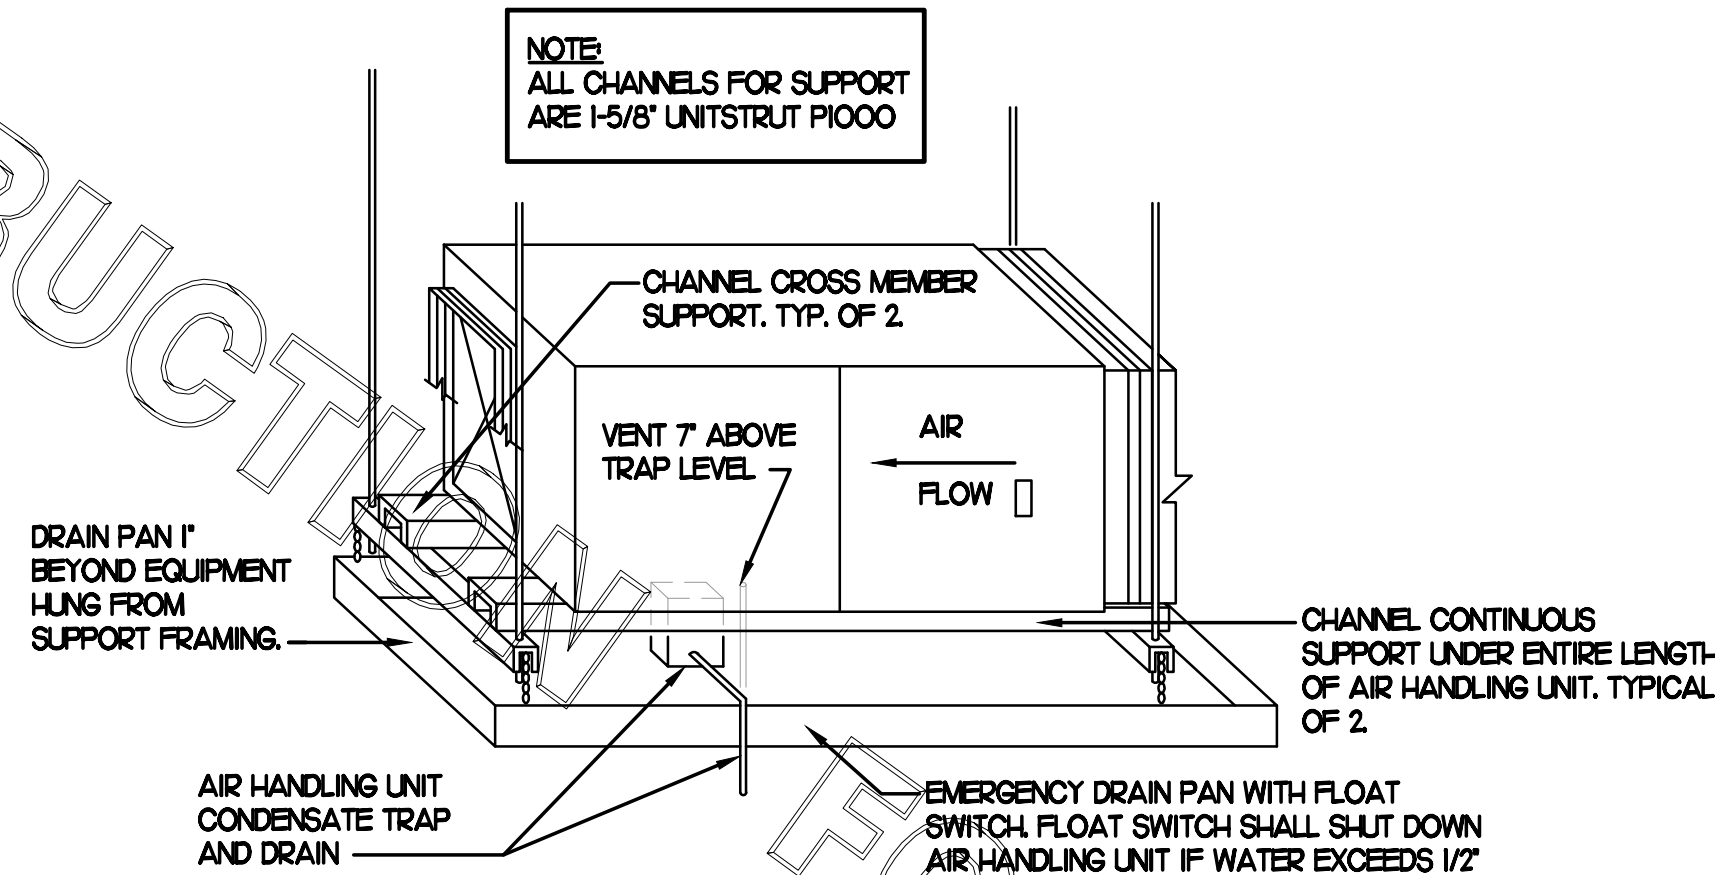 NOTE:
ALL CHANNELS FOR SUPPORT
ARE 1-5/8" UNITSTRUT P1000
CHANNEL CROSS MEMBER
SUPPORT. TYP. OF 2.
VENT 7" ABOVE
TRAP LEVEL
AIR
FLOW
DRAIN PAN 1"
BEYOND EQUIPMENT
HUNG FROM
SUPPORT FRAMING.
CHANNEL CONTINUOUS
SUPPORT UNDER ENTIRE LENGTH
OF AIR HANDLING UNIT. TYPICAL
OF 2.
AIR HANDLING UNIT
CONDENSATE TRAP
AND DRAIN
EMERGENCY DRAIN PAN WITH FLOAT
SWITCH. FLOAT SWITCH SHALL SHUT DOWN
AIR HANDLING UNIT IF WATER EXCEEDS 1/2"
RUCTION